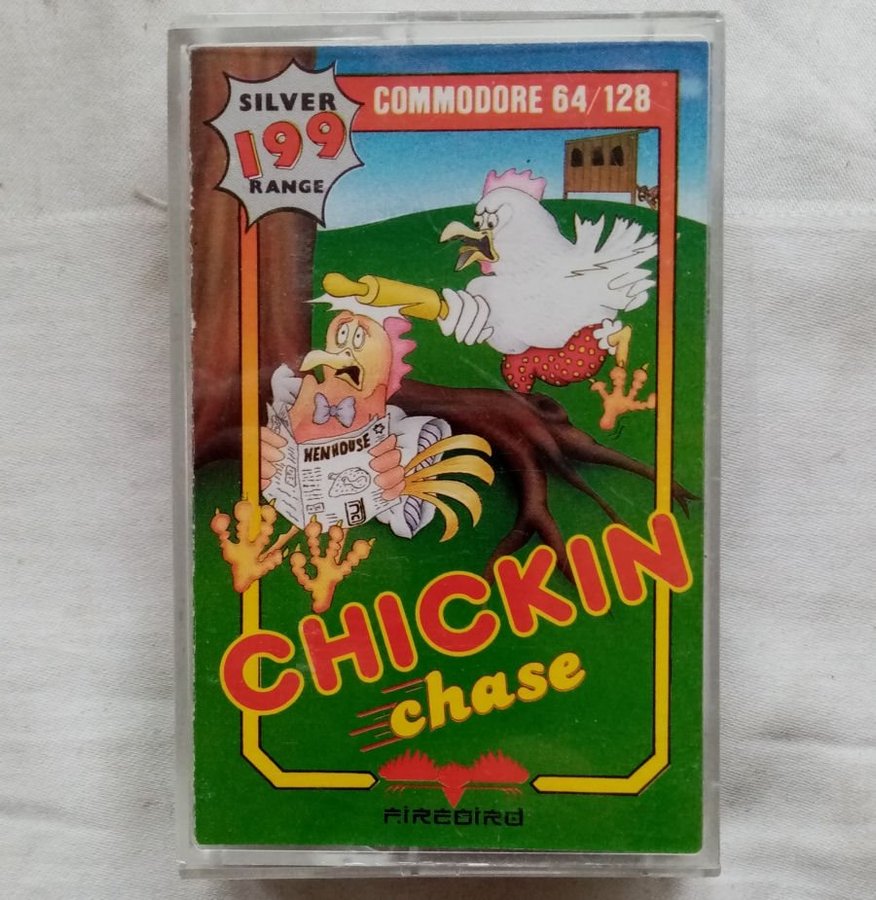 SILVER
199
RANGE
COMMODORE 64/128
HENHOUSE
CHICKIN
chase
FIREBIRD